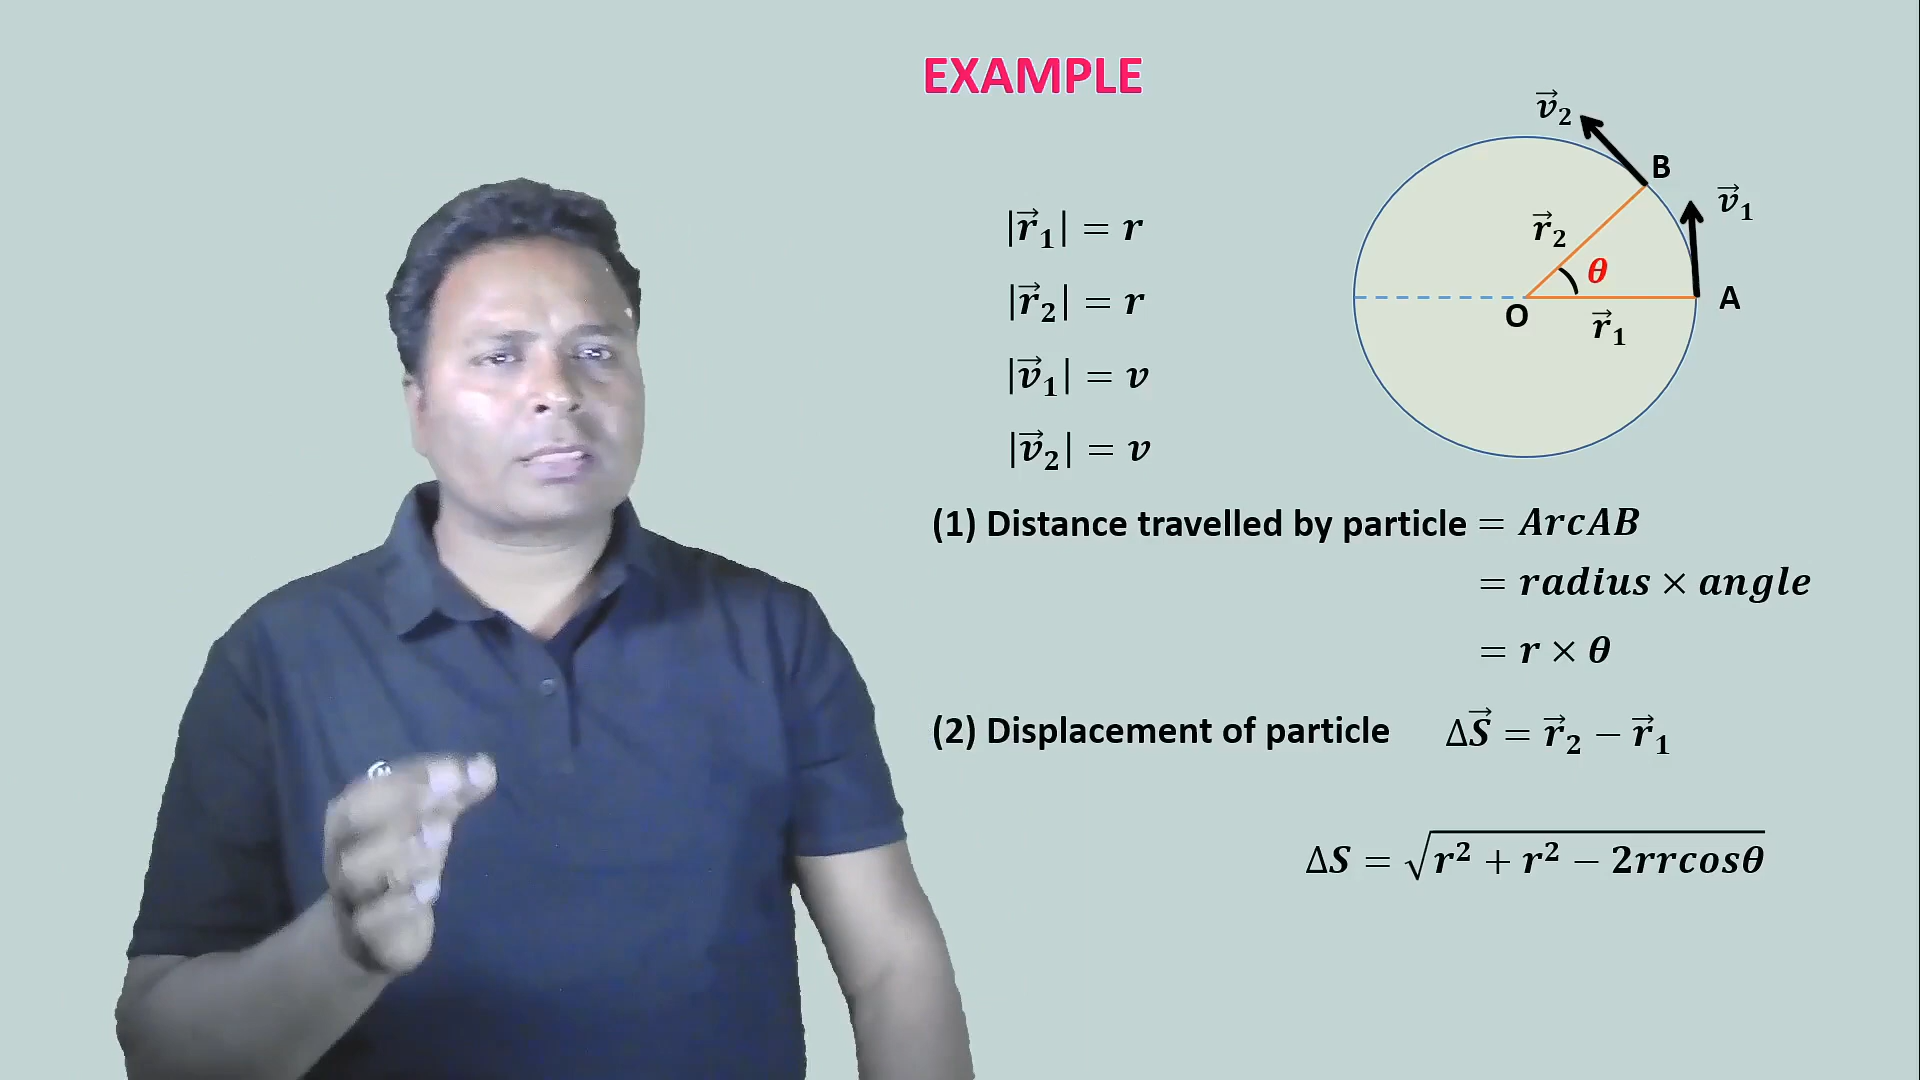 EXAMPLE
|r⃗₁| = r
|r⃗₂| = r
|v⃗₁| = v
|v⃗₂| = v
v⃗₂
B
v⃗₁
r⃗₂
θ
O
A
r⃗₁
(1) Distance travelled by particle = ArcAB
= radius × angle
= r × θ
(2) Displacement of particle ΔS⃗ = r⃗₂ − r⃗₁
ΔS = √(r² + r² − 2rrcosθ)